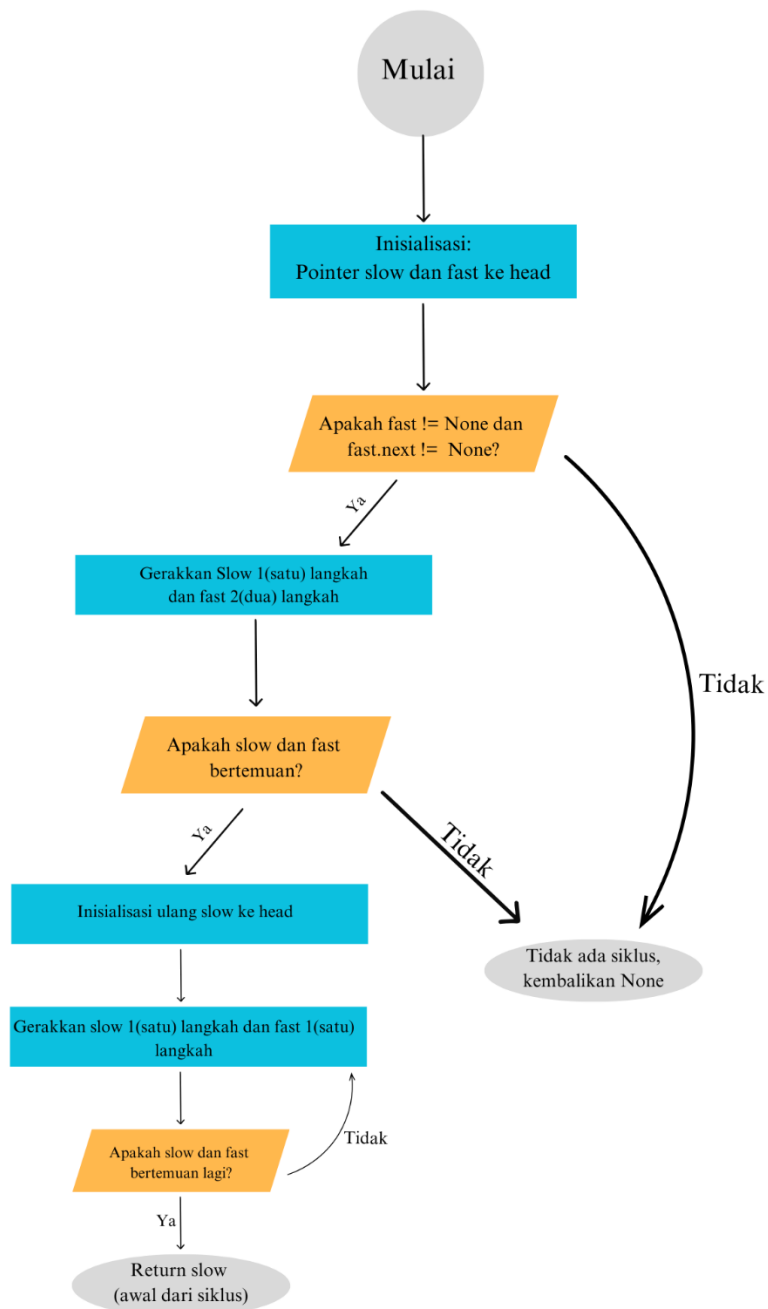 Mulai
Inisialisasi:
Pointer slow dan fast ke head
Apakah fast != None dan
fast.next != None?
Ya
Gerakkan Slow 1(satu) langkah
dan fast 2(dua) langkah
Tidak
Apakah slow dan fast
bertemuan?
Ya
Tidak
Inisialisasi ulang slow ke head
Tidak ada siklus,
kembalikan None
Gerakkan slow 1(satu) langkah dan fast 1(satu)
langkah
Tidak
Apakah slow dan fast
bertemuan lagi?
Ya
Return slow
(awal dari siklus)